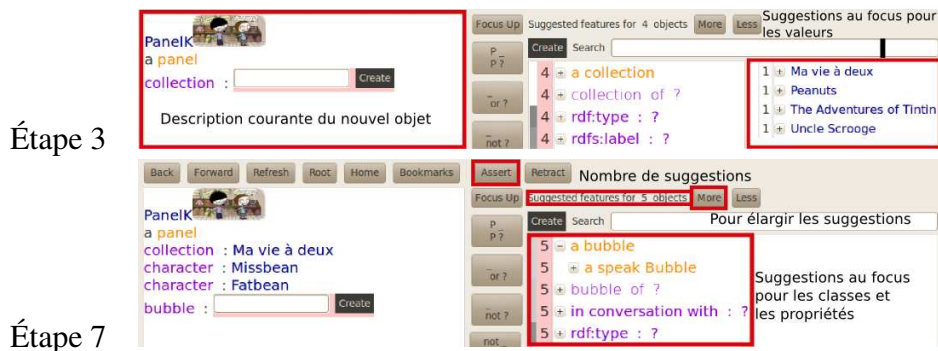 Étape 3
PanelK
a panel
collection :
Create
Description courante du nouvel objet
Focus Up
Suggested features for 4 objects
More
Less
Suggestions au focus pour
les valeurs
P _
P ?
Create
Search
_
or ?
_
not ?
4 + a collection
4 + collection of ?
4 + rdf:type : ?
4 + rdfs:label : ?
1 + Ma vie à deux
1 + Peanuts
1 + The Adventures of Tintin
1 + Uncle Scrooge
Étape 7
Back
Forward
Refresh
Root
Home
Bookmarks
PanelK
a panel
collection : Ma vie à deux
character : Missbean
character : Fatbean
bubble :
Create
Assert
Retract
Nombre de suggestions
Focus Up
Suggested features for 5 objects
More
Less
P _
P ?
Create
Search
Pour élargir les suggestions
_
or ?
_
not ?
not _
5 − a bubble
5 + a speak Bubble
5 + bubble of ?
5 + in conversation with : ?
5 + rdf:type : ?
Suggestions au focus
pour les classes et
les propriétés